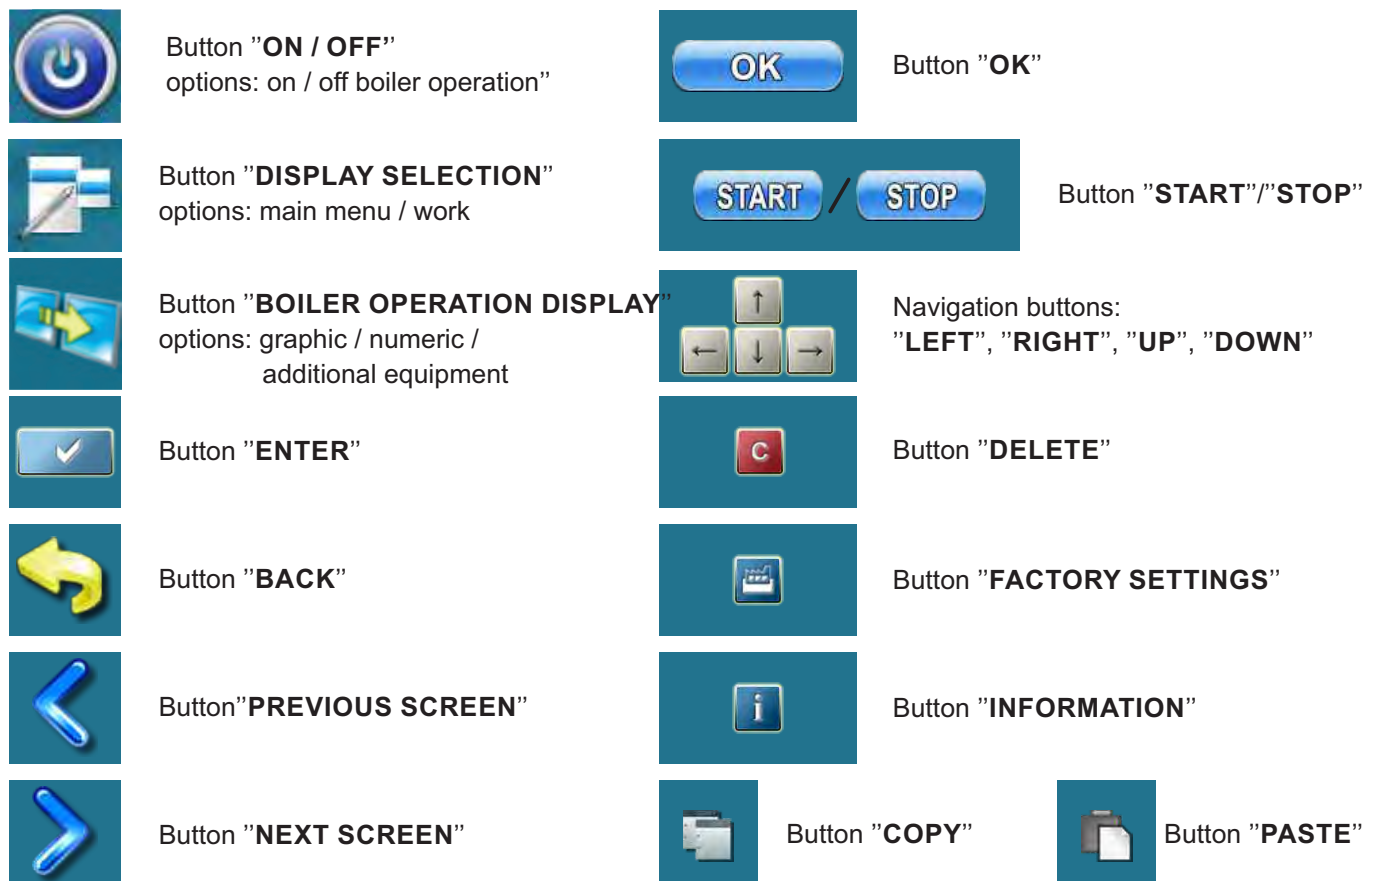 Button ’’ON / OFF’’
options: on / off boiler operation’’
Button ’’DISPLAY SELECTION’’
options: main menu / work
Button ’’BOILER OPERATION DISPLAY’’
options: graphic / numeric /
additional equipment
Button ’’ENTER’’
Button ’’BACK’’
Button’’PREVIOUS SCREEN’’
Button ’’NEXT SCREEN’’
OK
Button ’’OK’’
START / STOP
Button ’’START’’/’’STOP’’
↑
← ↓ →
Navigation buttons:
’’LEFT’’, ’’RIGHT’’, ’’UP’’, ’’DOWN’’
C
Button ’’DELETE’’
Button ’’FACTORY SETTINGS’’
i
Button ’’INFORMATION’’
Button ’’COPY’’
Button ’’PASTE’’